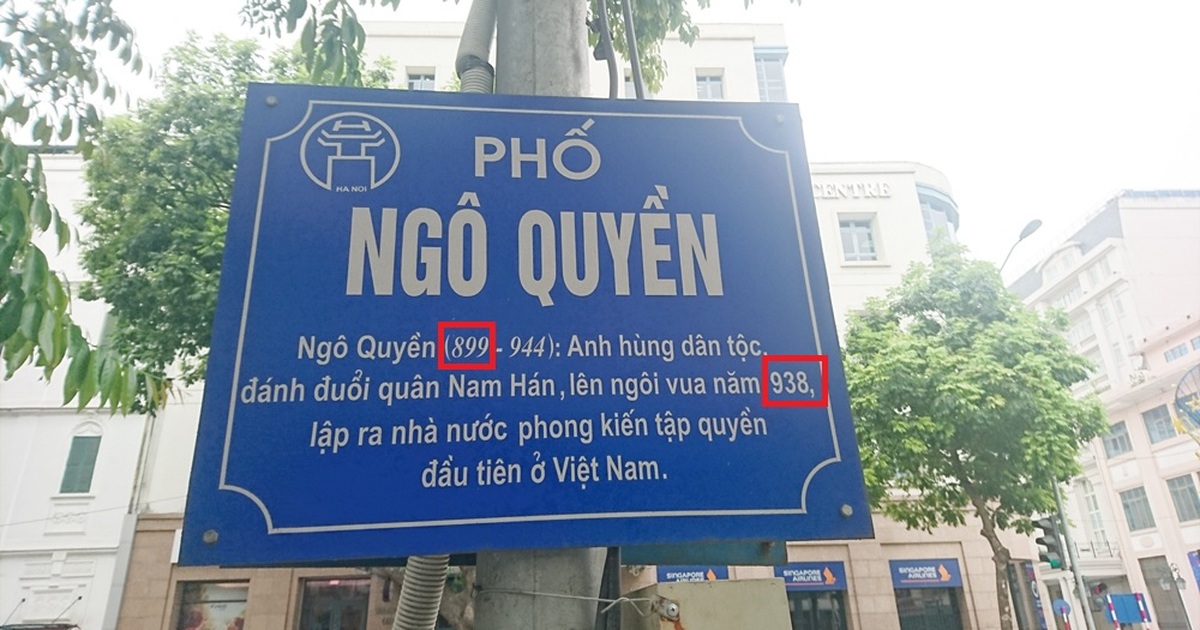 HA NOI
PHỐ
NGÔ QUYỀN
Ngô Quyền (899 - 944): Anh hùng dân tộc,
đánh đuổi quân Nam Hán, lên ngôi vua năm 938,
lập ra nhà nước phong kiến tập quyền
đầu tiên ở Việt Nam.
CENTRE
SINGAPORE AIRLINES
SINGAPORE AIRLINES
SINGAPORE AIRLINES